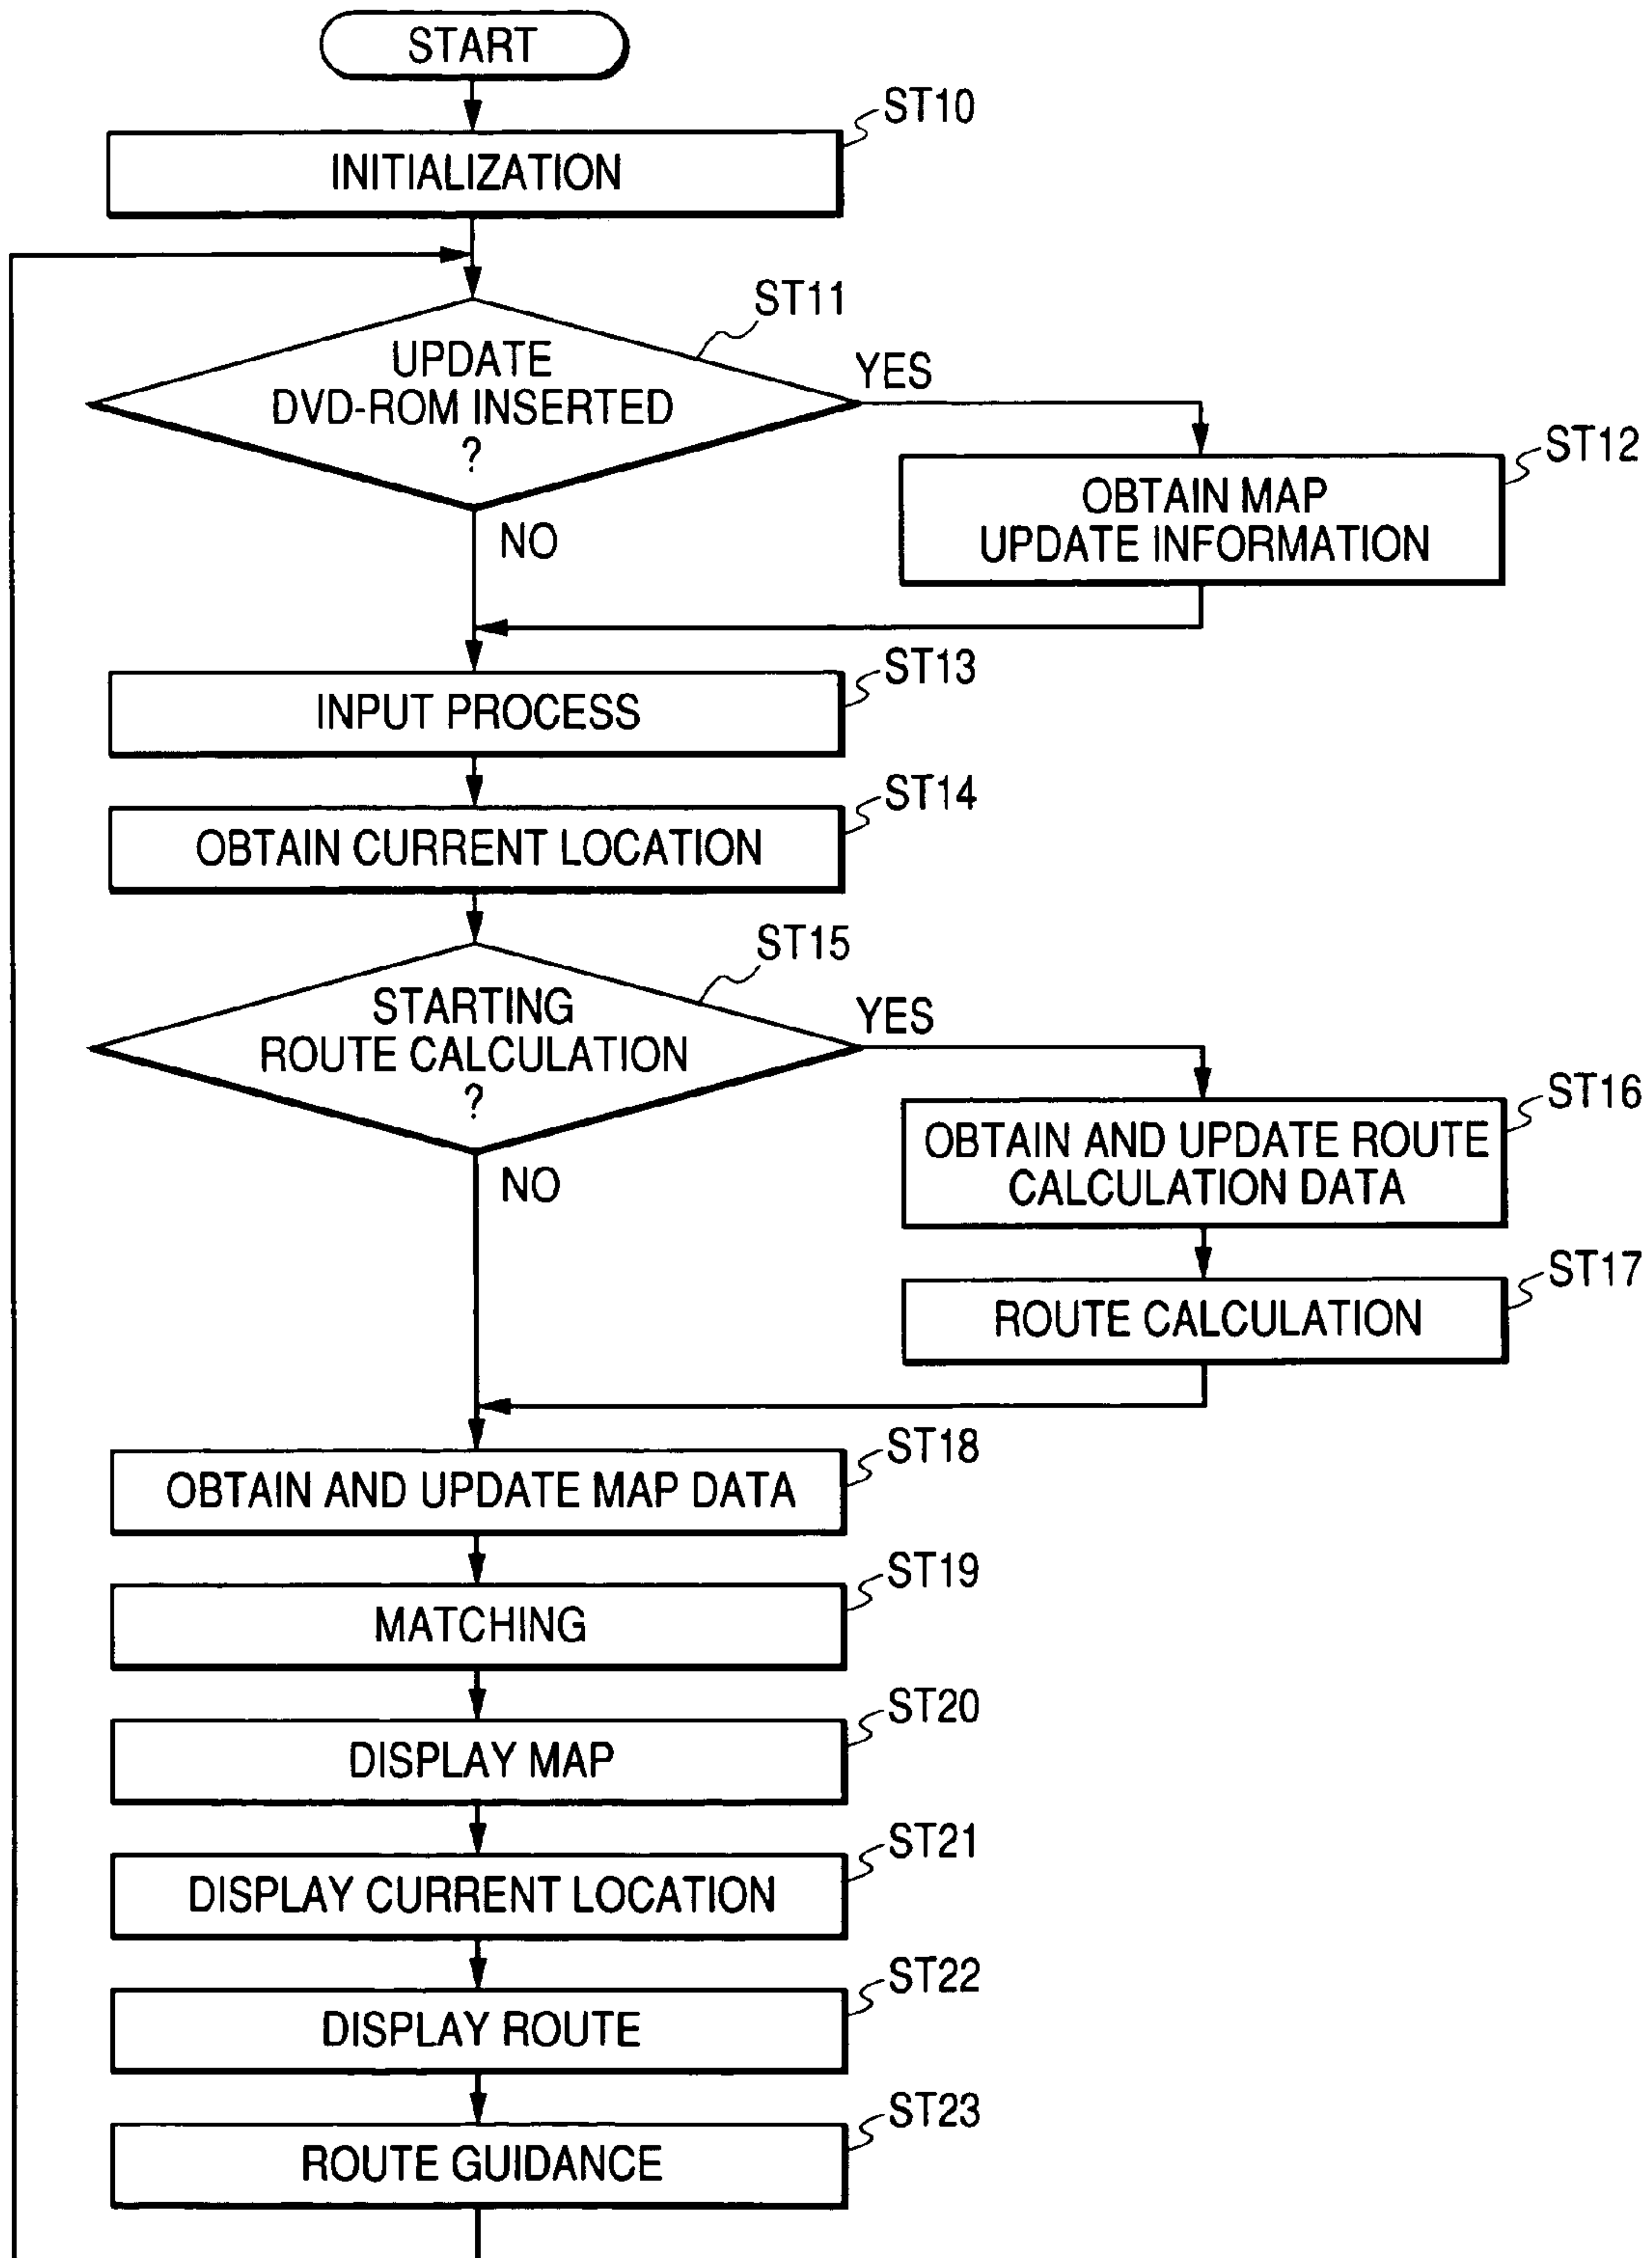 START
ST10
INITIALIZATION
ST11
UPDATE
DVD-ROM INSERTED
?
YES
NO
ST12
OBTAIN MAP
UPDATE INFORMATION
ST13
INPUT PROCESS
ST14
OBTAIN CURRENT LOCATION
ST15
STARTING
ROUTE CALCULATION
?
YES
NO
ST16
OBTAIN AND UPDATE ROUTE
CALCULATION DATA
ST17
ROUTE CALCULATION
ST18
OBTAIN AND UPDATE MAP DATA
ST19
MATCHING
ST20
DISPLAY MAP
ST21
DISPLAY CURRENT LOCATION
ST22
DISPLAY ROUTE
ST23
ROUTE GUIDANCE